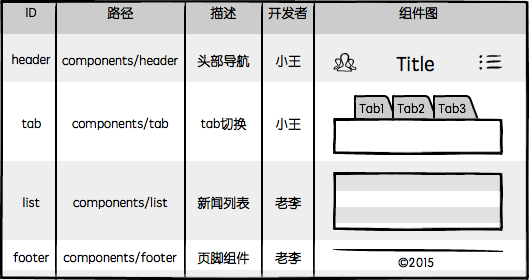 ID 路径 描述 开发者 组件图
header components/header 头部导航 小王 Title
tab components/tab tab切换 小王 Tab1 Tab2 Tab3
list components/list 新闻列表 老李
footer components/footer 页脚组件 老李 ©2015